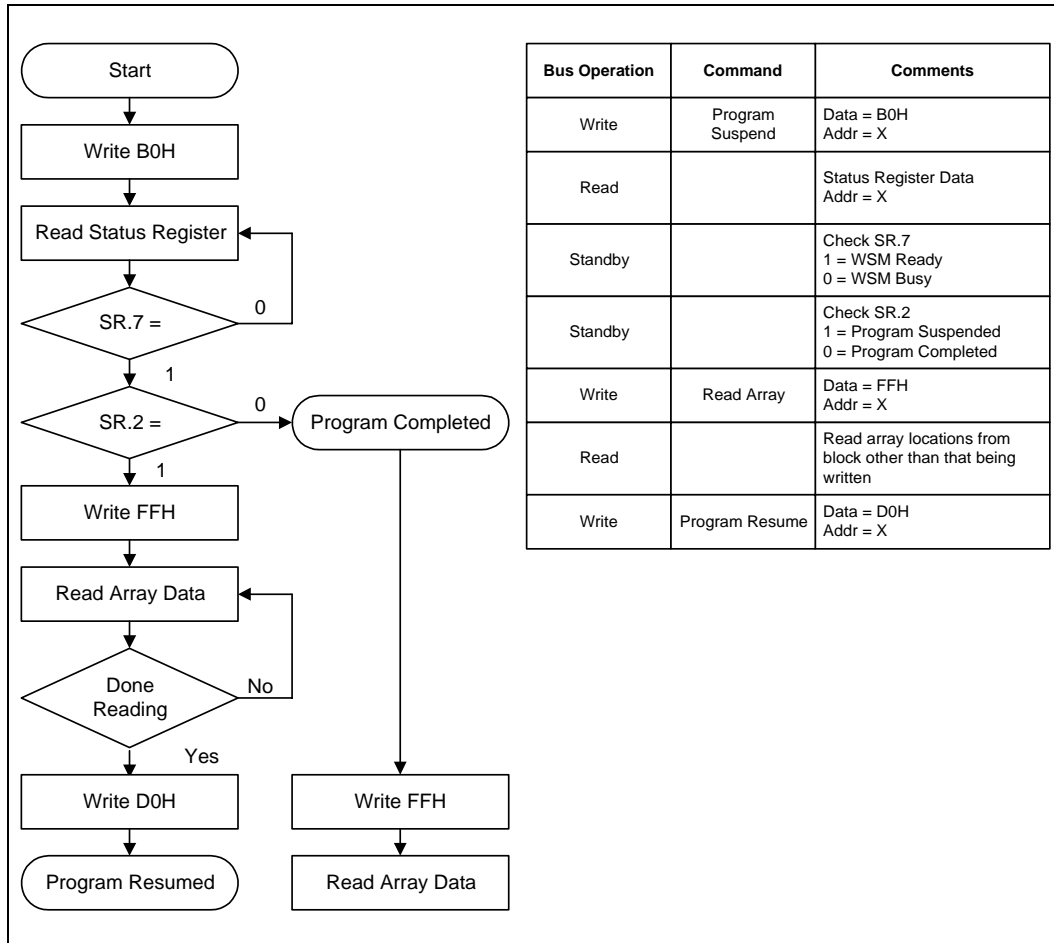 Start
Write B0H
Read Status Register
SR.7 =
0
1
SR.2 =
0
Program Completed
1
Write FFH
Read Array Data
Done
Reading
No
Yes
Write D0H
Write FFH
Program Resumed
Read Array Data
Bus Operation
Command
Comments
Write
Program
Suspend
Data = B0H
Addr = X
Read
Status Register Data
Addr = X
Standby
Check SR.7
1 = WSM Ready
0 = WSM Busy
Standby
Check SR.2
1 = Program Suspended
0 = Program Completed
Write
Read Array
Data = FFH
Addr = X
Read
Read array locations from
block other than that being
written
Write
Program Resume
Data = D0H
Addr = X